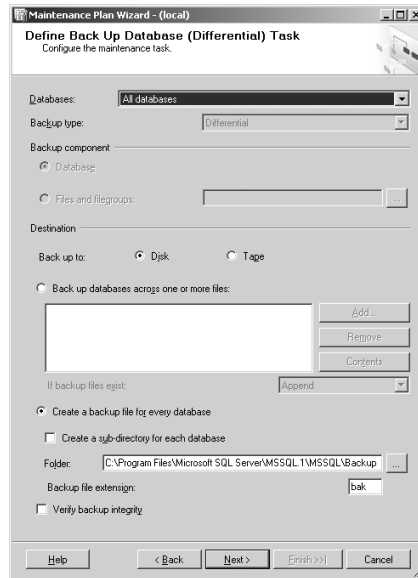 Maintenance Plan Wizard - (local)
Define Back Up Database (Differential) Task
Configure the maintenance task.
Databases: All databases
Backup type: Differential
Backup component
Database
Files and filegroups: ...
Destination
Back up to: Disk Tape
Back up databases across one or more files:
Add...
Remove
Contents
If backup files exist: Append
Create a backup file for every database
Create a sub-directory for each database
Folder: C:\Program Files\Microsoft SQL Server\MSSQL.1\MSSQL\Backup ...
Backup file extension: bak
Verify backup integrity
Help < Back Next > Finish >>| Cancel